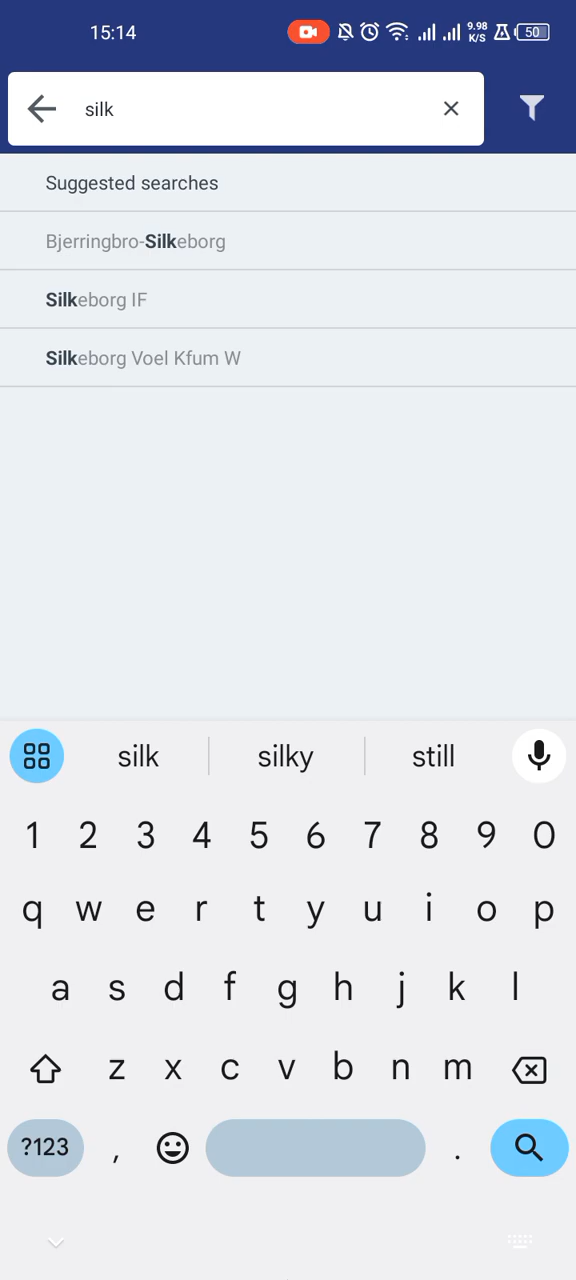 15:14
9.98
K/S
50
silk
Suggested searches
Bjerringbro-Silkeborg
Silkeborg IF
Silkeborg Voel Kfum W
silk silky still
1 2 3 4 5 6 7 8 9 0
q w e r t y u i o p
a s d f g h j k l
z x c v b n m
?123 , .